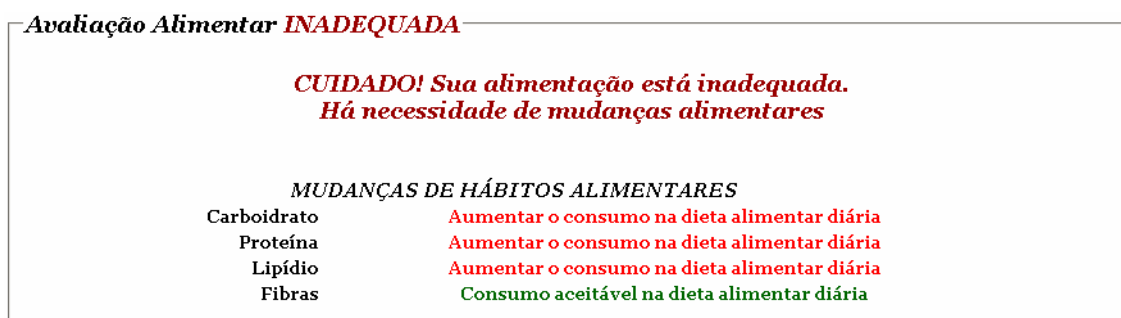 Avaliação Alimentar INADEQUADA
CUIDADO! Sua alimentação está inadequada.
Há necessidade de mudanças alimentares
MUDANÇAS DE HÁBITOS ALIMENTARES
Carboidrato Aumentar o consumo na dieta alimentar diária
Proteína Aumentar o consumo na dieta alimentar diária
Lipídio Aumentar o consumo na dieta alimentar diária
Fibras Consumo aceitável na dieta alimentar diária